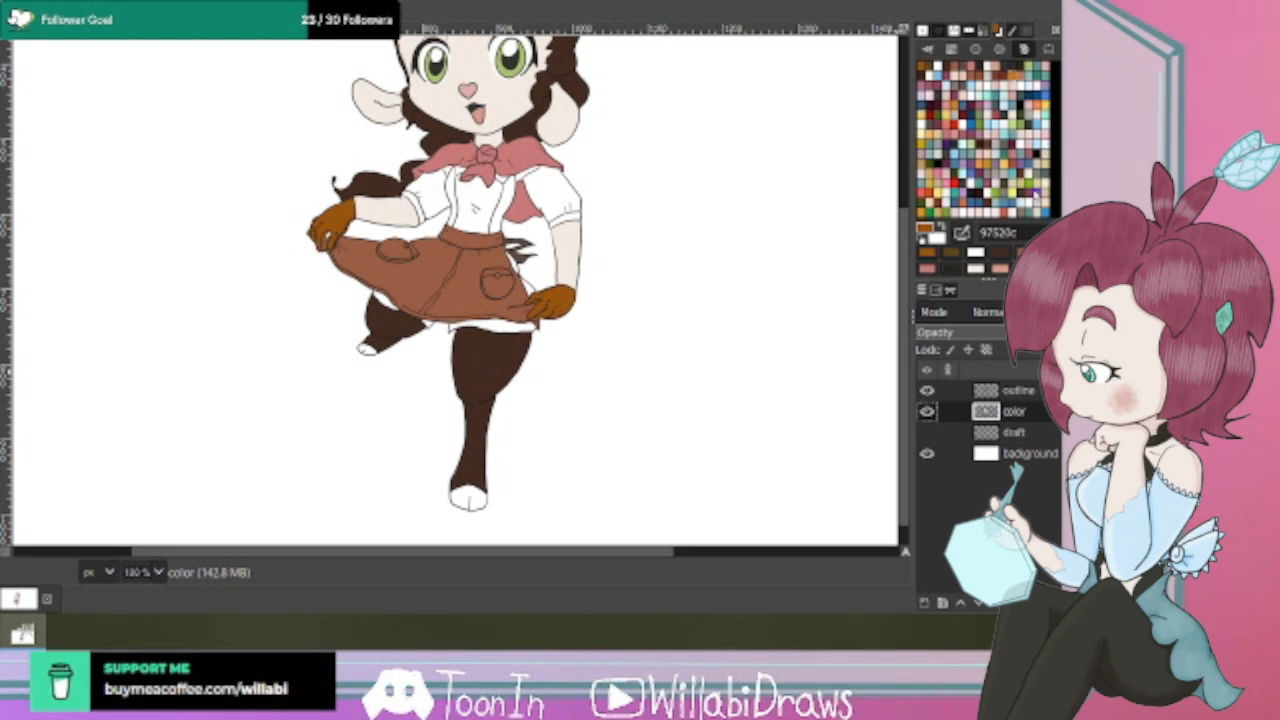 Follower Goal
23 / 30 Followers
97520c
Mode
Opacity
Lock:
outline
color
draft
background
px
100 %
color (142.8 MB)
SUPPORT ME
buymeacoffee.com/willabi
ToonIn
WillabiDraws